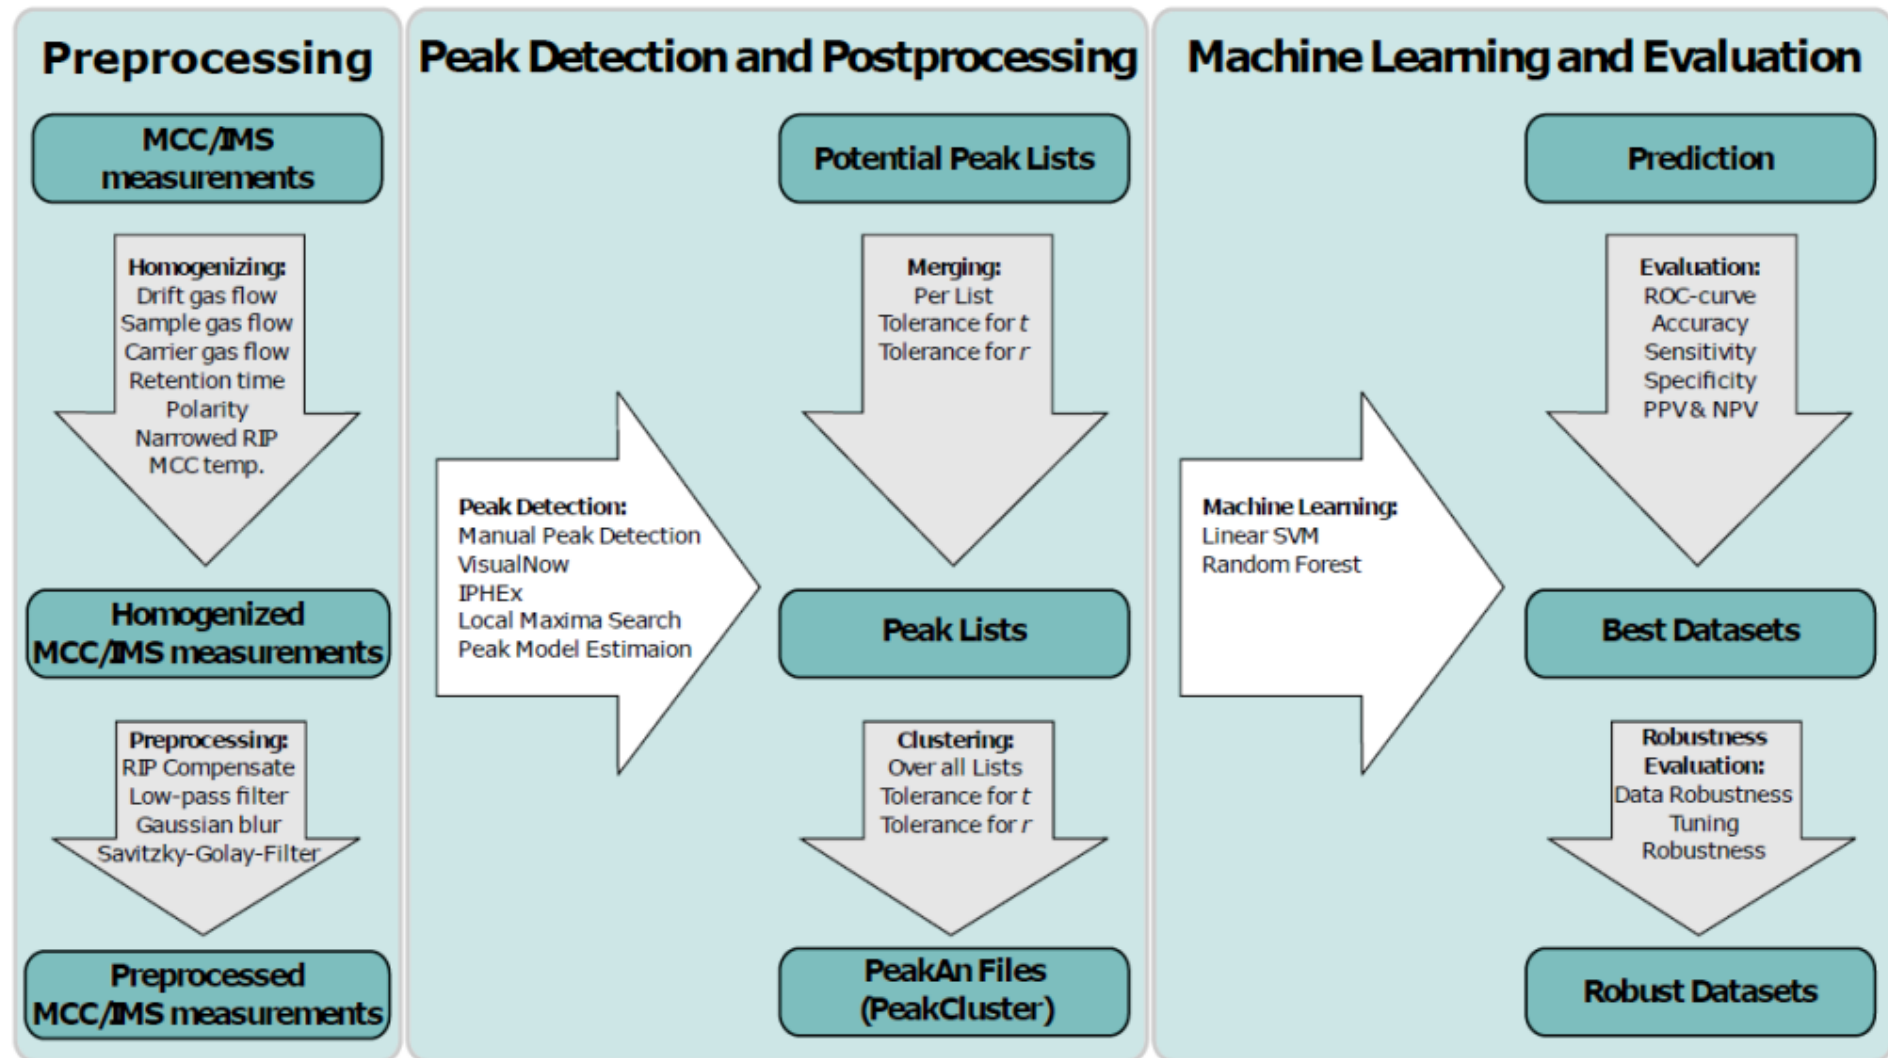 Preprocessing
MCC/IMS
measurements
Homogenizing:
Drift gas flow
Sample gas flow
Carrier gas flow
Retention time
Polarity
Narrowed RIP
MCC temp.
Homogenized
MCC/IMS measurements
Preprocessing:
RIP Compensate
Low-pass filter
Gaussian blur
Savitzky-Golay-Filter
Preprocessed
MCC/IMS measurements
Peak Detection and Postprocessing
Peak Detection:
Manual Peak Detection
VisualNow
IPHEx
Local Maxima Search
Peak Model Estimaion
Potential Peak Lists
Merging:
Per List
Tolerance for t
Tolerance for r
Peak Lists
Clustering:
Over all Lists
Tolerance for t
Tolerance for r
PeakAn Files
(PeakCluster)
Machine Learning and Evaluation
Machine Learning:
Linear SVM
Random Forest
Prediction
Evaluation:
ROC-curve
Accuracy
Sensitivity
Specificity
PPV & NPV
Best Datasets
Robustness
Evaluation:
Data Robustness
Tuning
Robustness
Robust Datasets